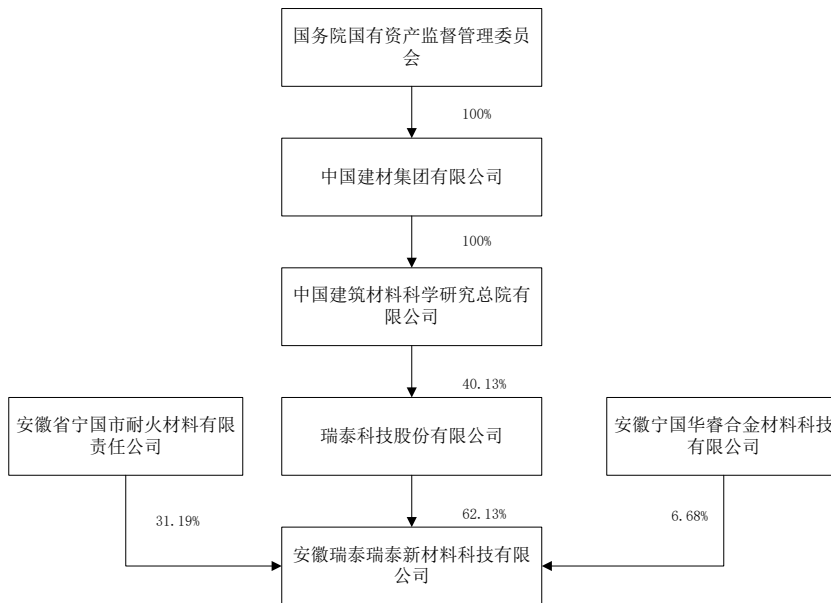 国务院国有资产监督管理委员
会
100%
中国建材集团有限公司
100%
中国建筑材料科学研究总院有
限公司
40.13%
安徽省宁国市耐火材料有限
责任公司
瑞泰科技股份有限公司
安徽宁国华睿合金材料科技
有限公司
31.19%
62.13%
6.68%
安徽瑞泰瑞泰新材料科技有限
公司